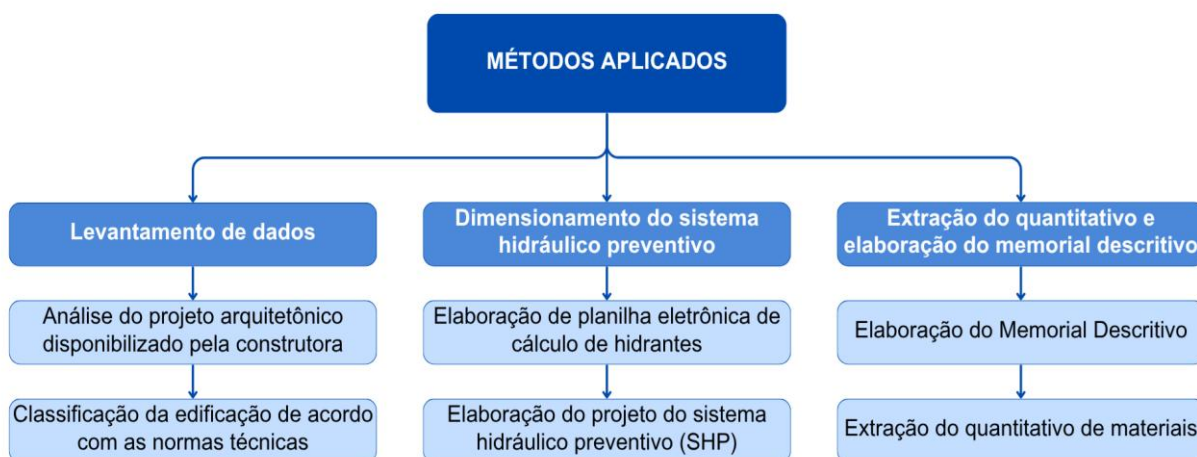 MÉTODOS APLICADOS
Levantamento de dados
Dimensionamento do sistema
hidráulico preventivo
Extração do quantitativo e
elaboração do memorial descritivo
Análise do projeto arquitetônico
disponibilizado pela construtora
Elaboração de planilha eletrônica de
cálculo de hidrantes
Elaboração do Memorial Descritivo
Classificação da edificação de acordo
com as normas técnicas
Elaboração do projeto do sistema
hidráulico preventivo (SHP)
Extração do quantitativo de materiais